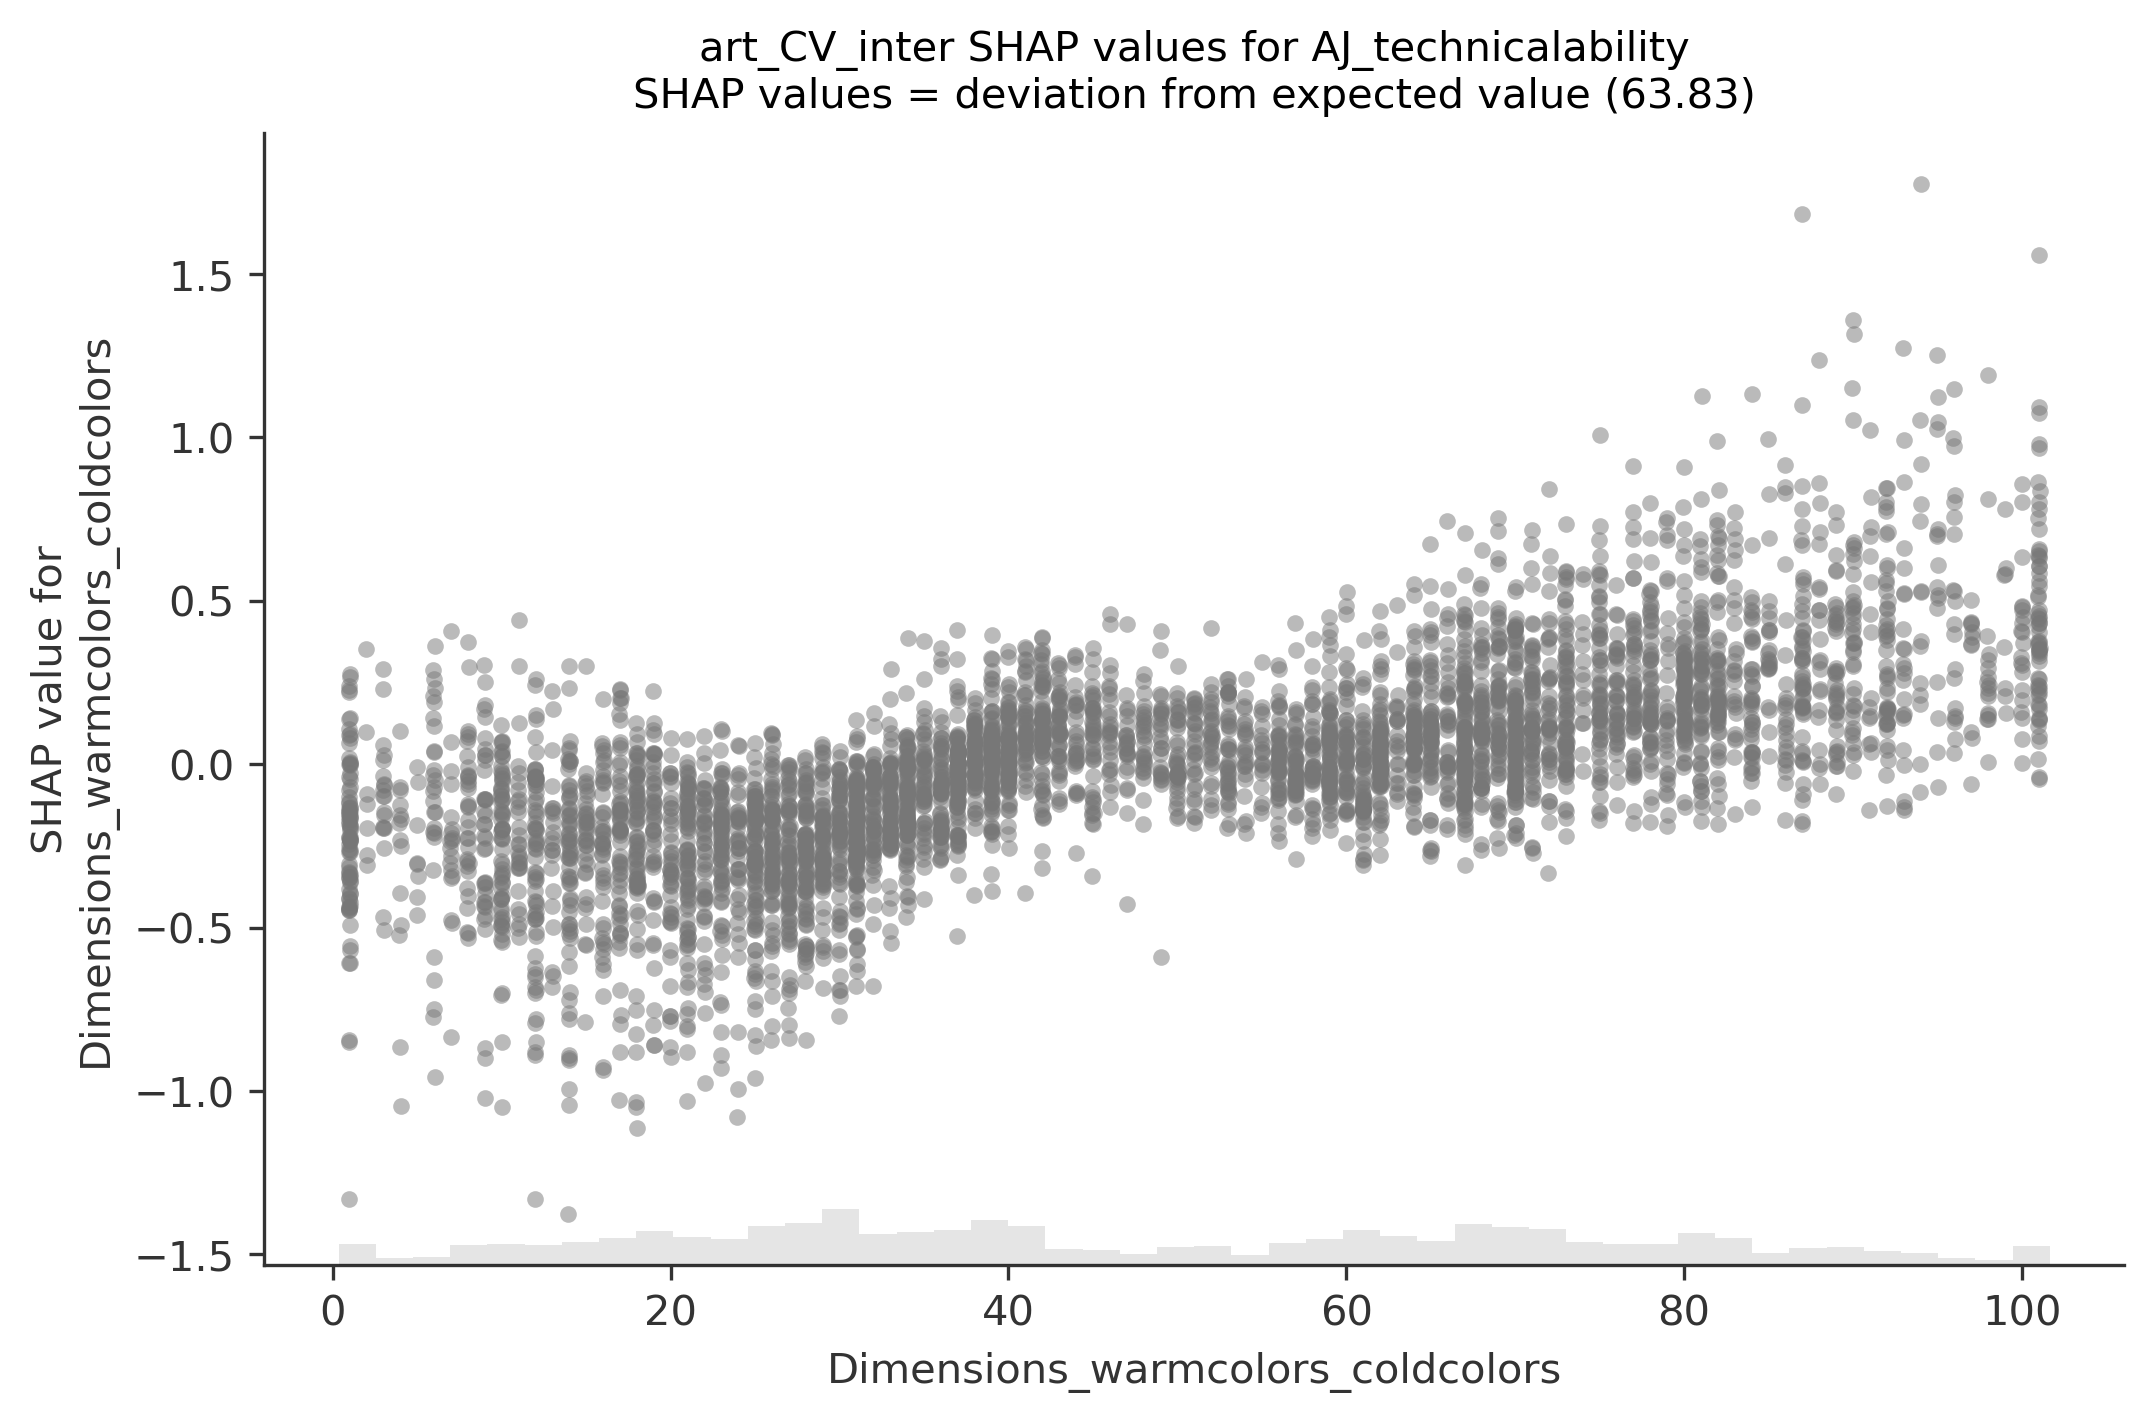 art_CV_inter SHAP values for AJ_technicalability
SHAP values = deviation from expected value (63.83)
SHAP value for
Dimensions_warmcolors_coldcolors
1.5
1.0
0.5
0.0
−0.5
−1.0
−1.5
0
20
40
60
80
100
Dimensions_warmcolors_coldcolors